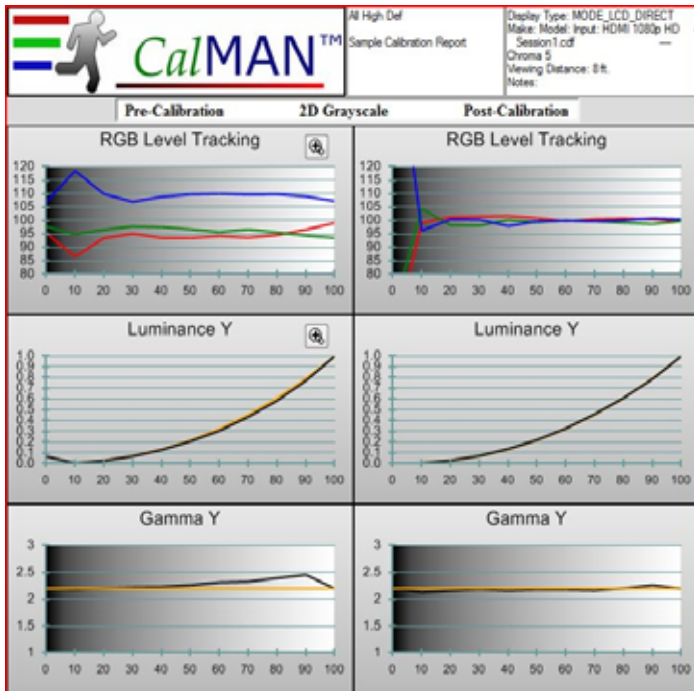 CalMAN™
All High Def
Sample Calibration Report
Display Type: MODE_LCD_DIRECT
Make: Model: Input: HDMI 1080p HD
Session1.cdf ---
Chroma 5
Viewing Distance: 8 ft.
Notes:
Pre-Calibration 2D Grayscale Post-Calibration
RGB Level Tracking
120
115
110
105
100
95
90
85
80
0 10 20 30 40 50 60 70 80 90 100
RGB Level Tracking
120
115
110
105
100
95
90
85
80
0 10 20 30 40 50 60 70 80 90 100
Luminance Y
1.0
0.9
0.8
0.7
0.6
0.5
0.4
0.3
0.2
0.1
0.0
0 10 20 30 40 50 60 70 80 90 100
Luminance Y
1.0
0.9
0.8
0.7
0.6
0.5
0.4
0.3
0.2
0.1
0.0
0 10 20 30 40 50 60 70 80 90 100
Gamma Y
3
2.5
2
1.5
1
0 10 20 30 40 50 60 70 80 90 100
Gamma Y
3
2.5
2
1.5
1
0 10 20 30 40 50 60 70 80 90 100